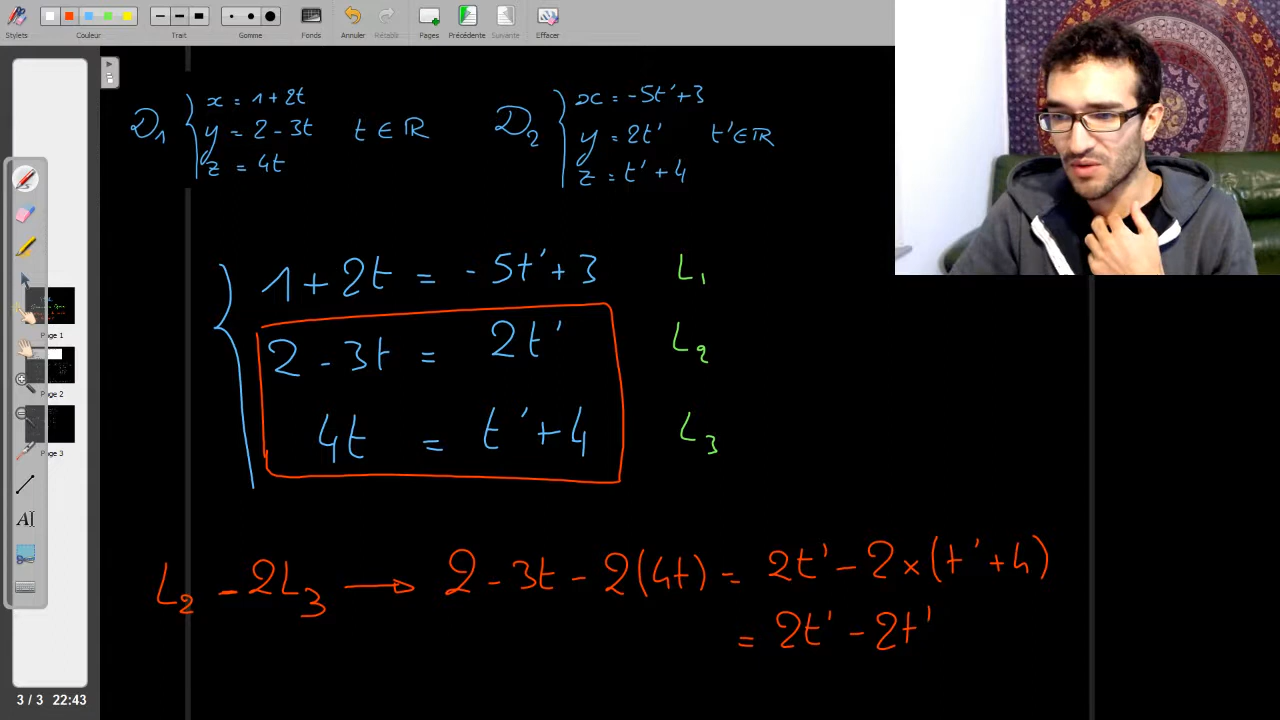 Stylets Couleur Trait Gomme Fonds Annuler Rétablir Pages Précédente Suivante Effacer
D₁ { x = 1+2t
y = 2 - 3t t ∈ ℝ
z = 4t
D₂ { x = -5t'+3
y = 2t' t' ∈ ℝ
z = t' + 4
1 + 2t = - 5t' + 3 L₁
2 - 3t = 2t' L₂
4t = t' + 4 L₃
L₂ - 2L₃ → 2 - 3t - 2(4t) = 2t' - 2×(t' + 4)
= 2t' - 2t'
Page 1
Page 2
Page 3
3 / 3 22:43